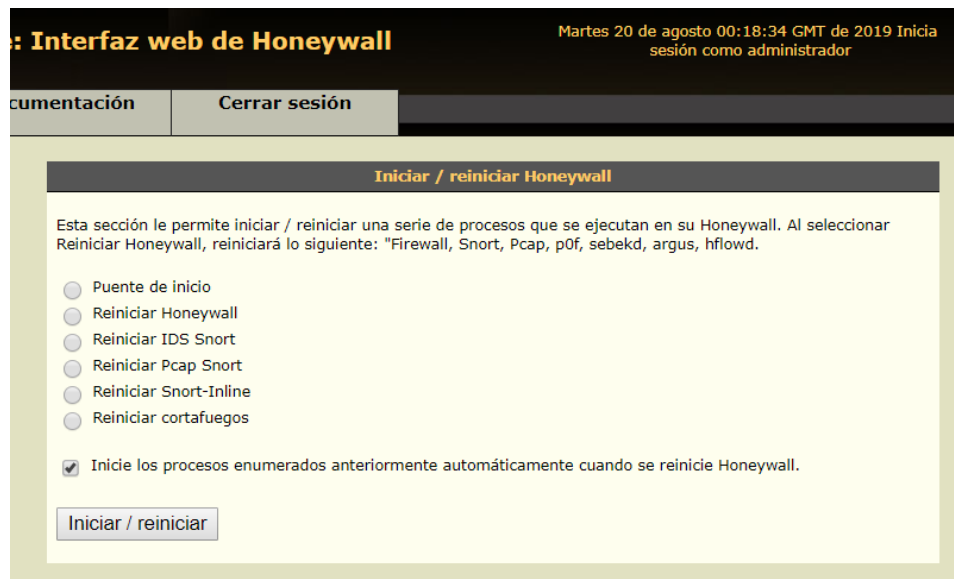 : Interfaz web de Honeywall
Martes 20 de agosto 00:18:34 GMT de 2019 Inicia
sesión como administrador
cumentación
Cerrar sesión
Iniciar / reiniciar Honeywall
Esta sección le permite iniciar / reiniciar una serie de procesos que se ejecutan en su Honeywall. Al seleccionar
Reiniciar Honeywall, reiniciará lo siguiente: "Firewall, Snort, Pcap, p0f, sebekd, argus, hflowd.
Puente de inicio
Reiniciar Honeywall
Reiniciar IDS Snort
Reiniciar Pcap Snort
Reiniciar Snort-Inline
Reiniciar cortafuegos
Inicie los procesos enumerados anteriormente automáticamente cuando se reinicie Honeywall.
Iniciar / reiniciar